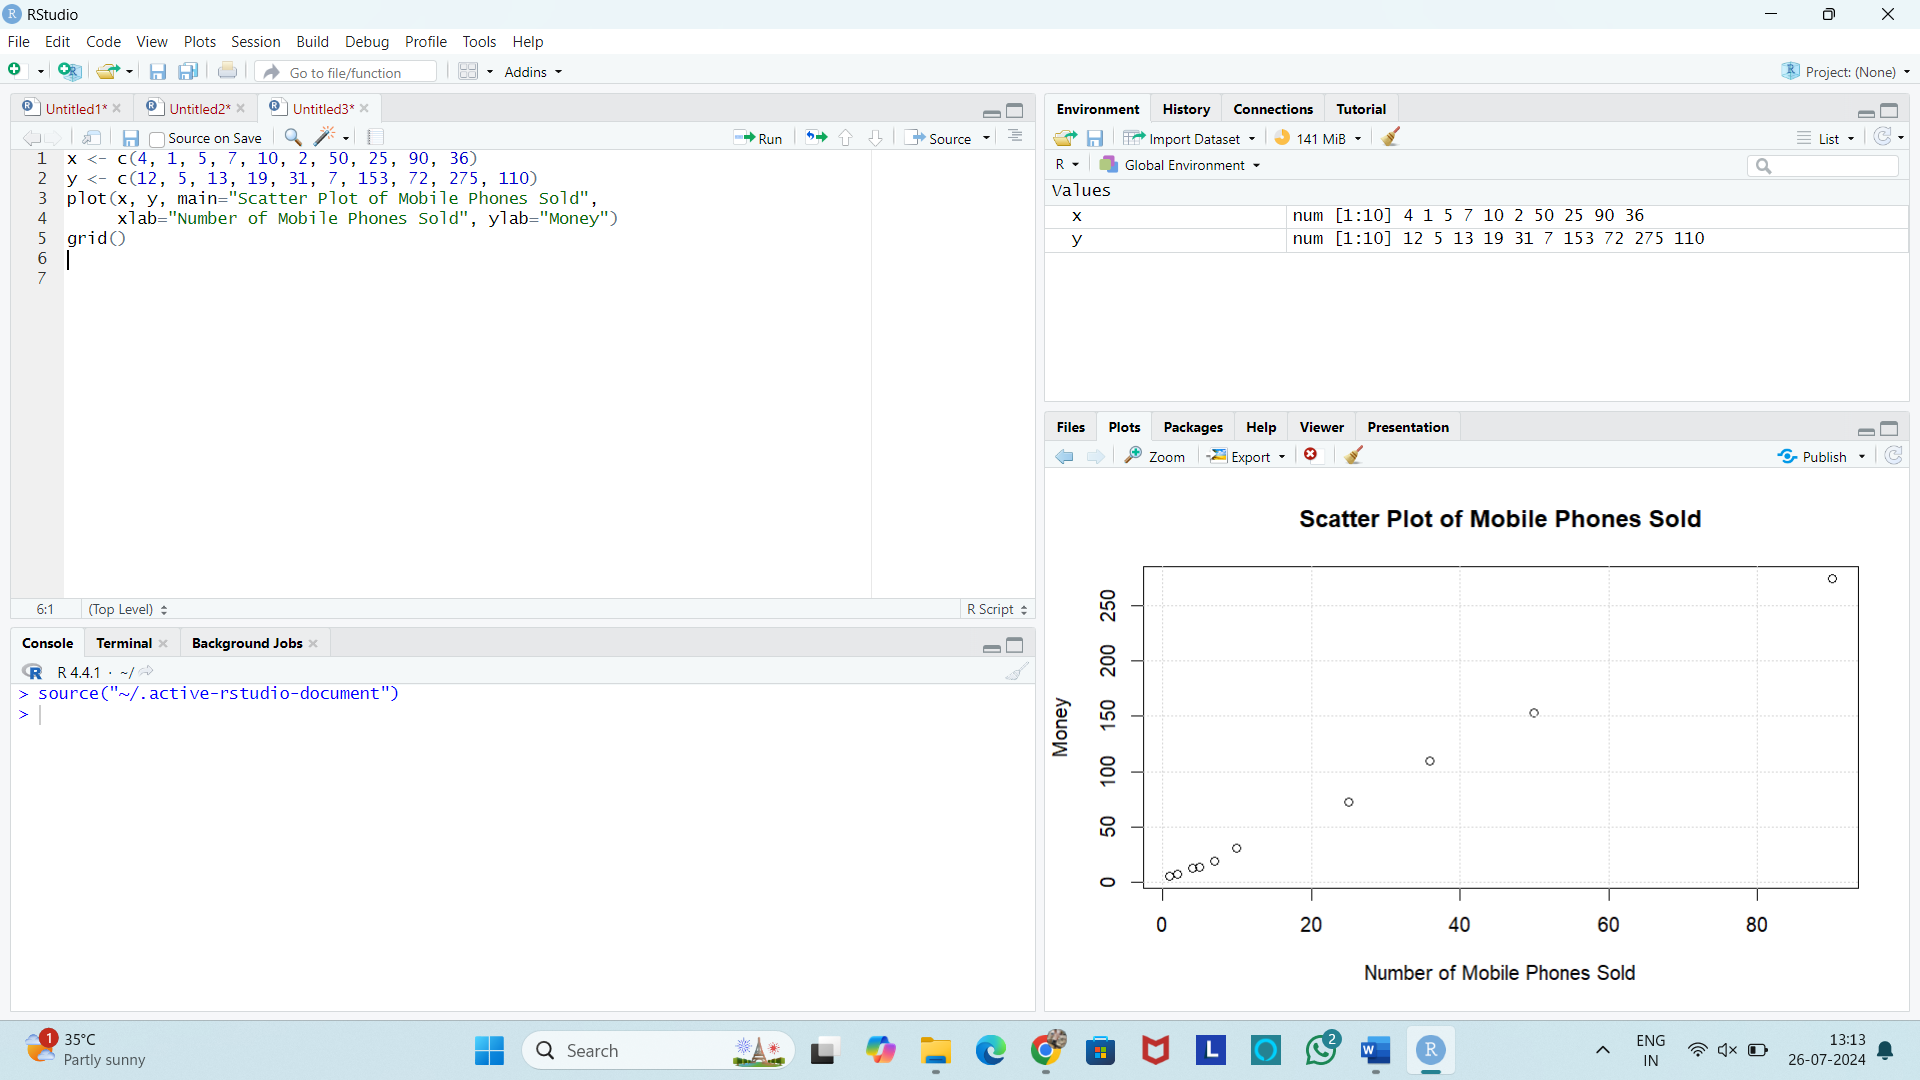 RStudio
File Edit Code View Plots Session Build Debug Profile Tools Help
Go to file/function Addins Project: (None)
Untitled1* Untitled2* Untitled3*
Source on Save Run Source
1 x <- c(4, 1, 5, 7, 10, 2, 50, 25, 90, 36)
2 y <- c(12, 5, 13, 19, 31, 7, 153, 72, 275, 110)
3 plot(x, y, main="Scatter Plot of Mobile Phones Sold",
4 xlab="Number of Mobile Phones Sold", ylab="Money")
5 grid()
6
7
6:1 (Top Level) R Script
Console Terminal Background Jobs
R 4.4.1 · ~/
> source("~/.active-rstudio-document")
>
Environment History Connections Tutorial
Import Dataset 141 MiB List
R Global Environment
Values
x num [1:10] 4 1 5 7 10 2 50 25 90 36
y num [1:10] 12 5 13 19 31 7 153 72 275 110
Files Plots Packages Help Viewer Presentation
Zoom Export Publish
Scatter Plot of Mobile Phones Sold
Money
250
200
150
100
50
0
0 20 40 60 80
Number of Mobile Phones Sold
1 35°C
Partly sunny
Search
L
2
W
R
ENG
IN
13:13
26-07-2024